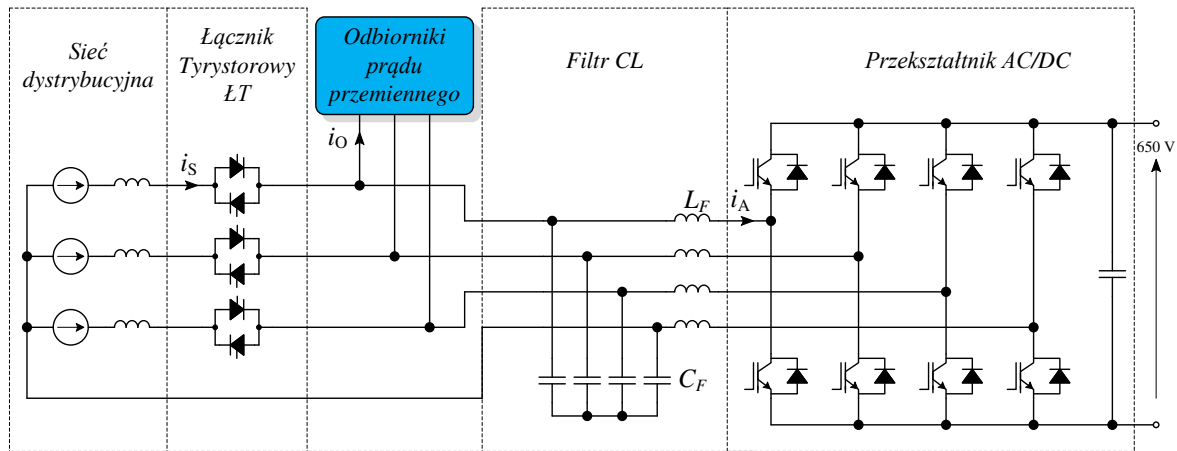 Sieć
dystrybucyjna
Łącznik
Tyrystorowy
ŁT
Odbiorniki
prądu
przemiennego
Filtr CL
Przekształtnik AC/DC
iS
iO
LF
iA
CF
650 V